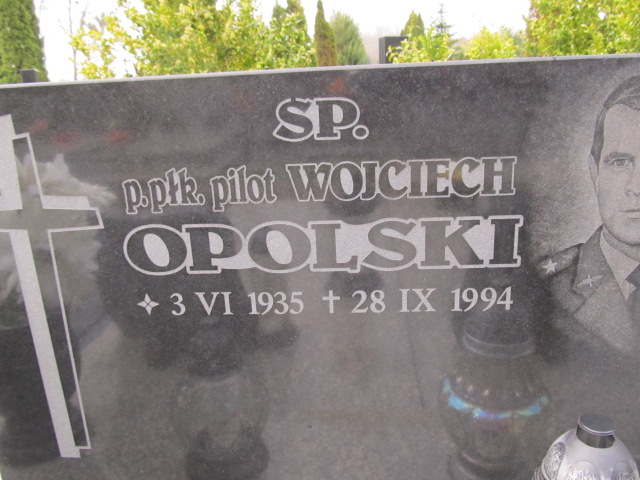 SP.
p.płk. pilot WOJCIECH
OPOLSKI
✧ 3 VI 1935 † 28 IX 1994